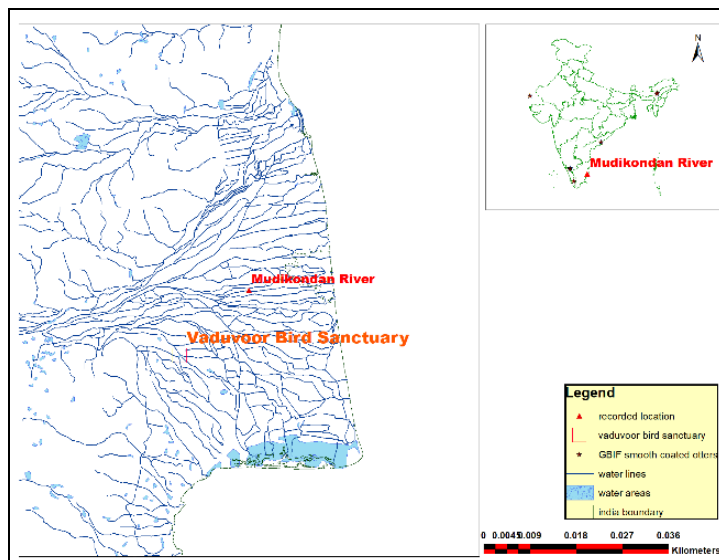 N
Mudikondan River
Mudikondan River
Vaduvoor Bird Sanctuary
Legend
recorded location
vaduvoor bird sanctuary
GBIF smooth coated otters
water lines
water areas
india boundary
0 0.0045 0.009 0.018 0.027 0.036
Kilometers